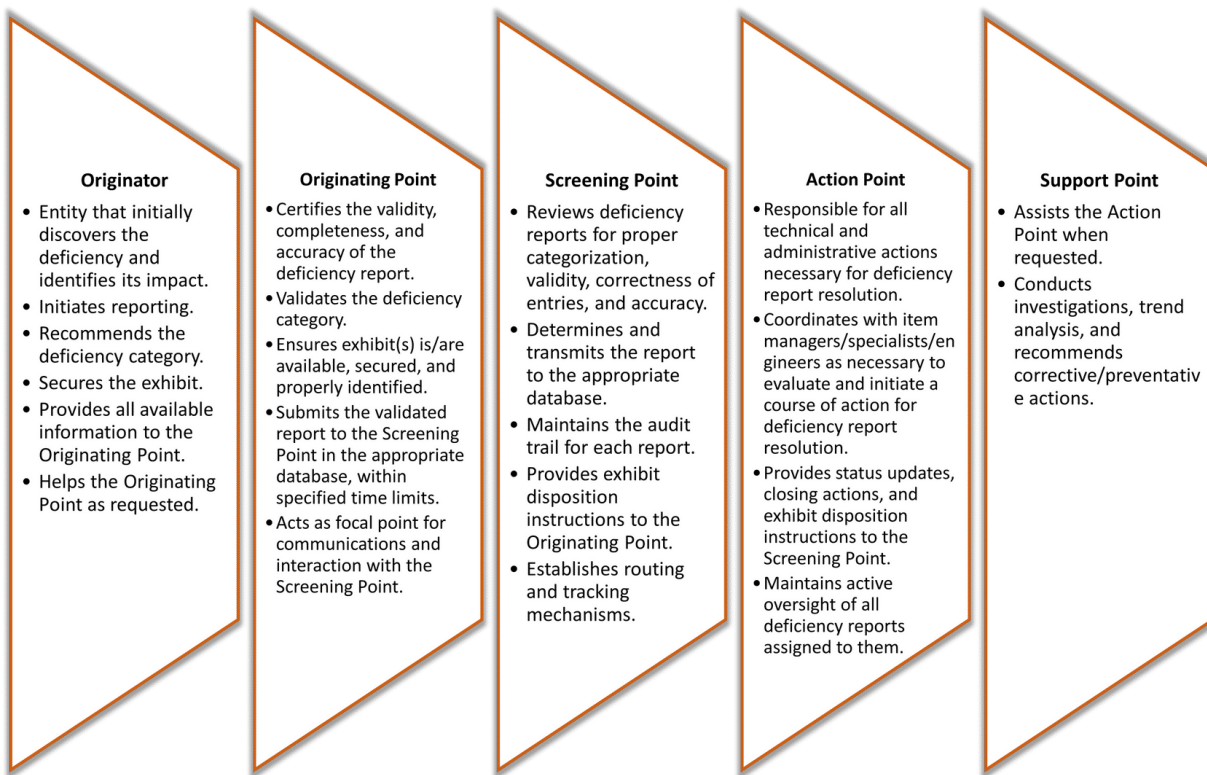 Originator
• Entity that initially
discovers the
deficiency and
identifies its impact.
• Initiates reporting.
• Recommends the
deficiency category.
• Secures the exhibit.
• Provides all available
information to the
Originating Point.
• Helps the Originating
Point as requested.
Originating Point
• Certifies the validity,
completeness, and
accuracy of the
deficiency report.
• Validates the deficiency
category.
• Ensures exhibit(s) is/are
available, secured, and
properly identified.
• Submits the validated
report to the Screening
Point in the appropriate
database, within
specified time limits.
• Acts as focal point for
communications and
interaction with the
Screening Point.
Screening Point
• Reviews deficiency
reports for proper
categorization,
validity, correctness of
entries, and accuracy.
• Determines and
transmits the report
to the appropriate
database.
• Maintains the audit
trail for each report.
• Provides exhibit
disposition
instructions to the
Originating Point.
• Establishes routing
and tracking
mechanisms.
Action Point
• Responsible for all
technical and
administrative actions
necessary for deficiency
report resolution.
• Coordinates with item
managers/specialists/en
gineers as necessary to
evaluate and initiate a
course of action for
deficiency report
resolution.
• Provides status updates,
closing actions, and
exhibit disposition
instructions to the
Screening Point.
• Maintains active
oversight of all
deficiency reports
assigned to them.
Support Point
• Assists the Action
Point when
requested.
• Conducts
investigations, trend
analysis, and
recommends
corrective/preventativ
e actions.